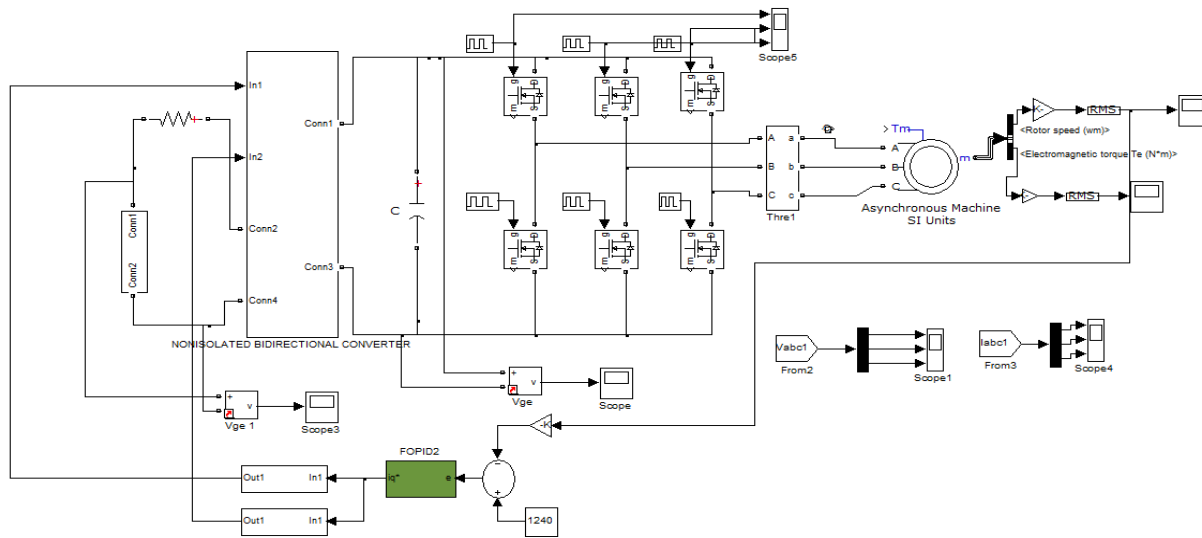 Scope5
g
D
m
S
g
D
m
S
g
D
m
S
In1
Conn1
In2
K-
RMS
<Rotor speed (wm)>
<Electromagnetic torque Te (N*m)>
Tm
A
B
C
m
A
a
B
b
C
c
Thre1
Asynchronous Machine
SI Units
RMS
C
Conn1
Conn2
Conn2
Conn3
Conn4
g
D
m
S
g
D
m
S
g
D
m
S
NONISOLATED BIDIRECTIONAL CONVERTER
Vabc1
From2
Scope1
Iabc1
From3
Scope4
+
-
v
Vge
Scope
+
-
v
Vge 1
Scope3
-K-
FOPID2
iq*
e
−
+
1240
Out1
In1
Out1
In1